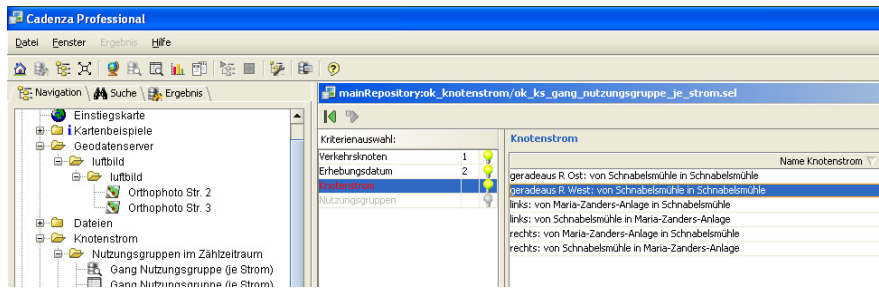 Cadenza Professional
Datei Fenster Ergebnis Hilfe
Navigation \ Suche \ Ergebnis \
Einstiegskarte
i Kartenbeispiele
Geodatenserver
luftbild
luftbild
Orthophoto Str. 2
Orthophoto Str. 3
Dateien
Knotenstrom
Nutzungsgruppen im Zählzeitraum
Gang Nutzungsgruppe (je Strom)
Gang Nutzungsgruppe (je Strom)
mainRepository:ok_knotenstrom/ok_ks_gang_nutzungsgruppe_je_strom.sel
Kriterienauswahl:
Verkehrsknoten 1
Erhebungsdatum 2
Knotenstrom
Nutzungsgruppen
Knotenstrom
Name Knotenstrom
geradeaus R Ost: von Schnabelsmühle in Schnabelsmühle
geradeaus R West: von Schnabelsmühle in Schnabelsmühle
links: von Maria-Zanders-Anlage in Schnabelsmühle
links: von Schnabelsmühle in Maria-Zanders-Anlage
rechts: von Maria-Zanders-Anlage in Schnabelsmühle
rechts: von Schnabelsmühle in Maria-Zanders-Anlage